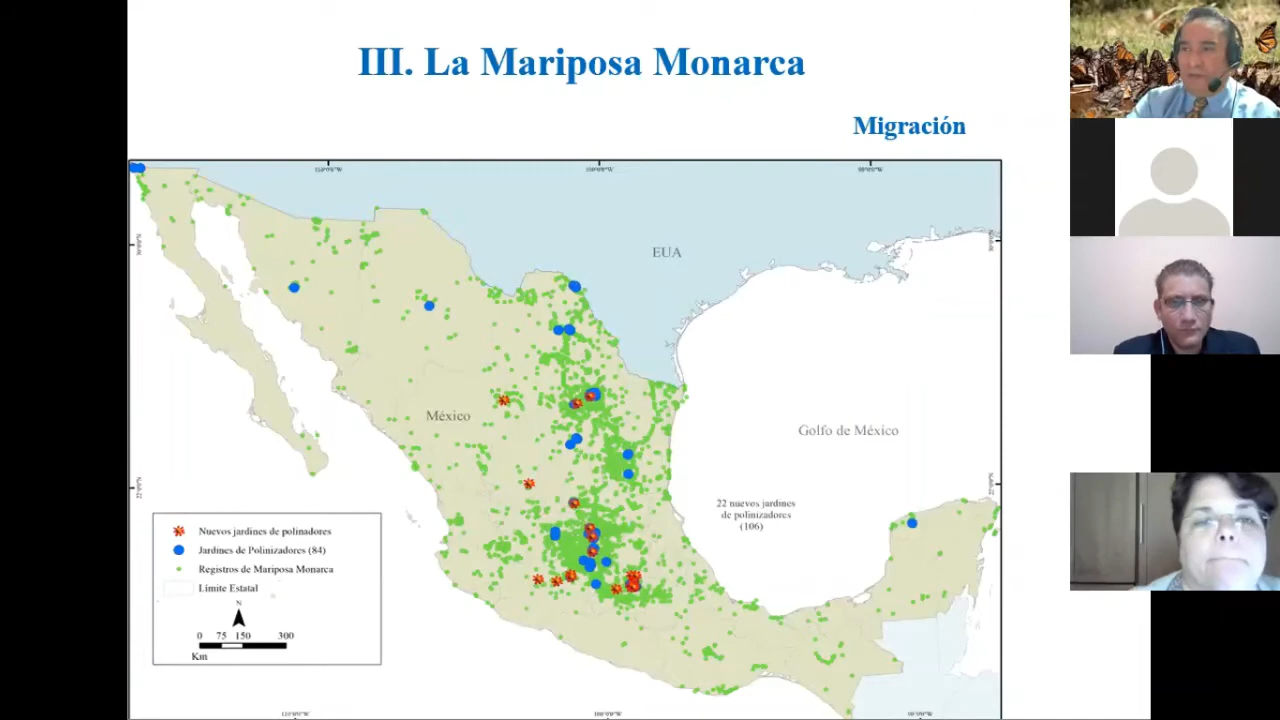 III. La Mariposa Monarca
Migración
EUA
México
Golfo de México
22 nuevos jardines
de polinizadores
(106)
Nuevos jardines de polinadores
Jardines de Polinizadores (84)
Registros de Mariposa Monarca
Límite Estatal
N
0 75 150 300
Km